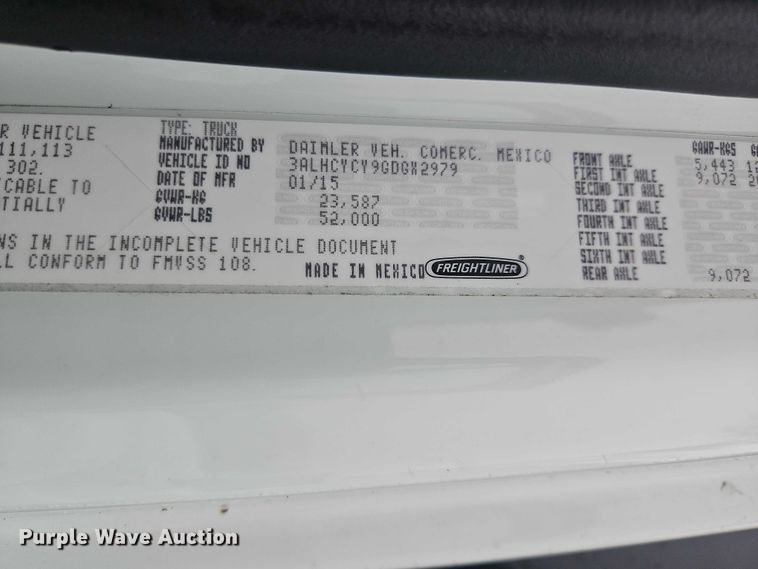 R VEHICLE
111,113
302.
CABLE TO
TIALLY
NS IN THE INCOMPLETE VEHICLE DOCUMENT
LL CONFORM TO FMVSS 108.
TYPE: TRUCK
MANUFACTURED BY DAIMLER VEH. COMERC. MEXICO
VEHICLE ID NO 3ALHCYCY9GDGX2979
DATE OF MFR 01/15
GVWR-KG 23,587
GVWR-LBS 52,000
MADE IN MEXICO FREIGHTLINER®
GAWR-KGS
FRONT AXLE 5,443 12
FIRST INT AXLE 9,072 2
SECOND INT AXLE
THIRD INT AXLE
FOURTH INT AXLE
FIFTH INT AXLE
SIXTH INT AXLE
REAR AXLE 9,072
Purple Wave Auction